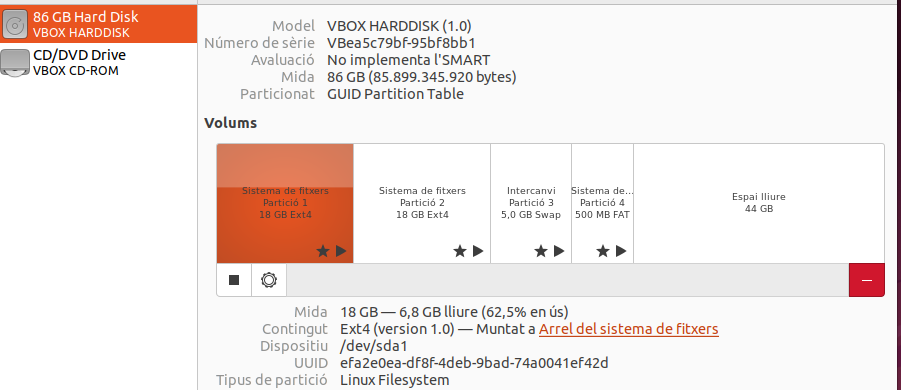 86 GB Hard Disk
VBOX HARDDISK
CD/DVD Drive
VBOX CD-ROM
Model VBOX HARDDISK (1.0)
Número de sèrie VBea5c79bf-95bf8bb1
Avaluació No implementa l'SMART
Mida 86 GB (85.899.345.920 bytes)
Particionat GUID Partition Table
Volums
Sistema de fitxers
Partició 1
18 GB Ext4
Sistema de fitxers
Partició 2
18 GB Ext4
Intercanvi
Partició 3
5,0 GB Swap
Sistema de...
Partició 4
500 MB FAT
Espai lliure
44 GB
Mida 18 GB — 6,8 GB lliure (62,5% en ús)
Contingut Ext4 (version 1.0) — Muntat a Arrel del sistema de fitxers
Dispositiu /dev/sda1
UUID efa2e0ea-df8f-4deb-9bad-74a0041ef42d
Tipus de partició Linux Filesystem